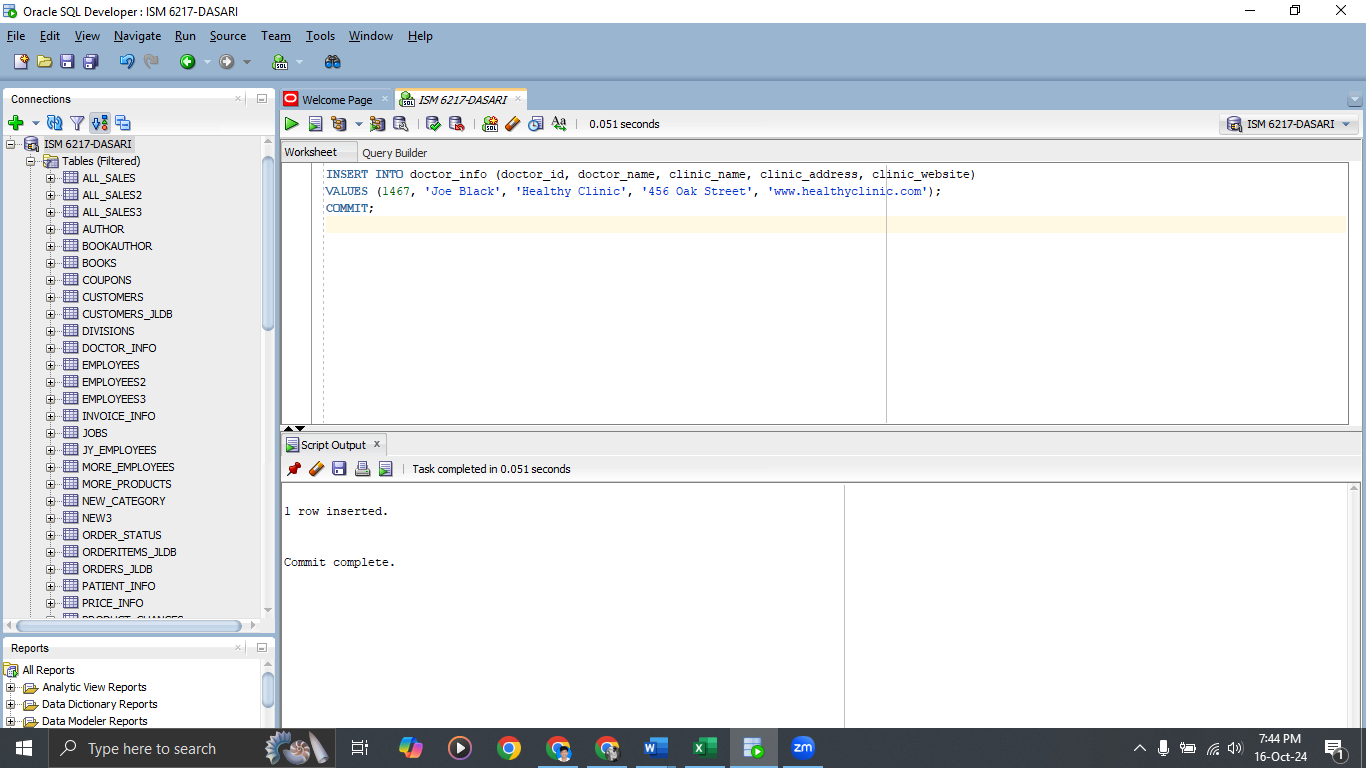 Oracle SQL Developer : ISM 6217-DASARI
File Edit View Navigate Run Source Team Tools Window Help
Connections
ISM 6217-DASARI
Tables (Filtered)
ALL_SALES
ALL_SALES2
ALL_SALES3
AUTHOR
BOOKAUTHOR
BOOKS
COUPONS
CUSTOMERS
CUSTOMERS_JLDB
DIVISIONS
DOCTOR_INFO
EMPLOYEES
EMPLOYEES2
EMPLOYEES3
INVOICE_INFO
JOBS
JY_EMPLOYEES
MORE_EMPLOYEES
MORE_PRODUCTS
NEW_CATEGORY
NEW3
ORDER_STATUS
ORDERITEMS_JLDB
ORDERS_JLDB
PATIENT_INFO
PRICE_INFO
PRODUCT_CHANGES
Reports
All Reports
Analytic View Reports
Data Dictionary Reports
Data Modeler Reports
Welcome Page ISM 6217-DASARI
0.051 seconds ISM 6217-DASARI
Worksheet Query Builder
INSERT INTO doctor_info (doctor_id, doctor_name, clinic_name, clinic_address, clinic_website)
VALUES (1467, 'Joe Black', 'Healthy Clinic', '456 Oak Street', 'www.healthyclinic.com');
COMMIT;
Script Output
Task completed in 0.051 seconds
1 row inserted.
Commit complete.
Type here to search
zm
7:44 PM
16-Oct-24
1